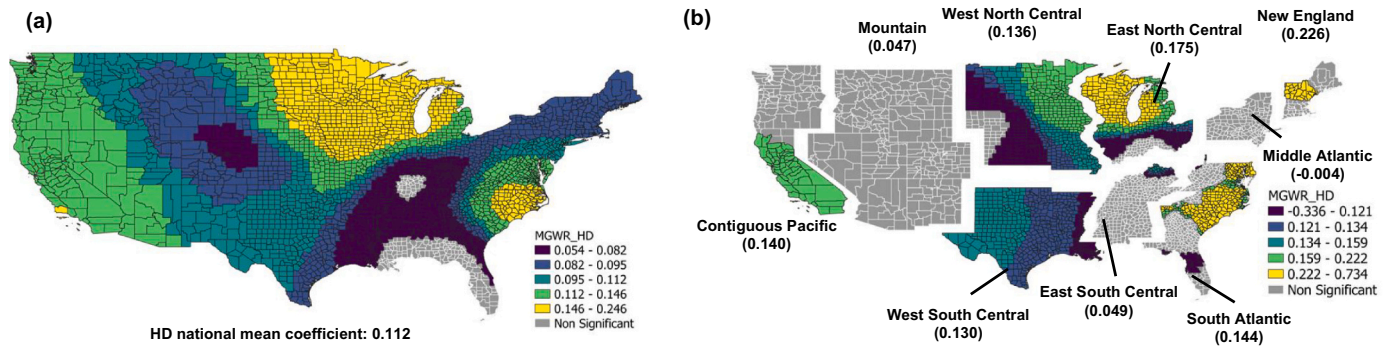 (a)
MGWR_HD
0.054 - 0.082
0.082 - 0.095
0.095 - 0.112
0.112 - 0.146
0.146 - 0.246
Non Significant
HD national mean coefficient: 0.112
(b)
Mountain
(0.047)
West North Central
(0.136)
East North Central
(0.175)
New England
(0.226)
Middle Atlantic
(-0.004)
Contiguous Pacific
(0.140)
West South Central
(0.130)
East South Central
(0.049)
South Atlantic
(0.144)
MGWR_HD
-0.336 - 0.121
0.121 - 0.134
0.134 - 0.159
0.159 - 0.222
0.222 - 0.734
Non Significant